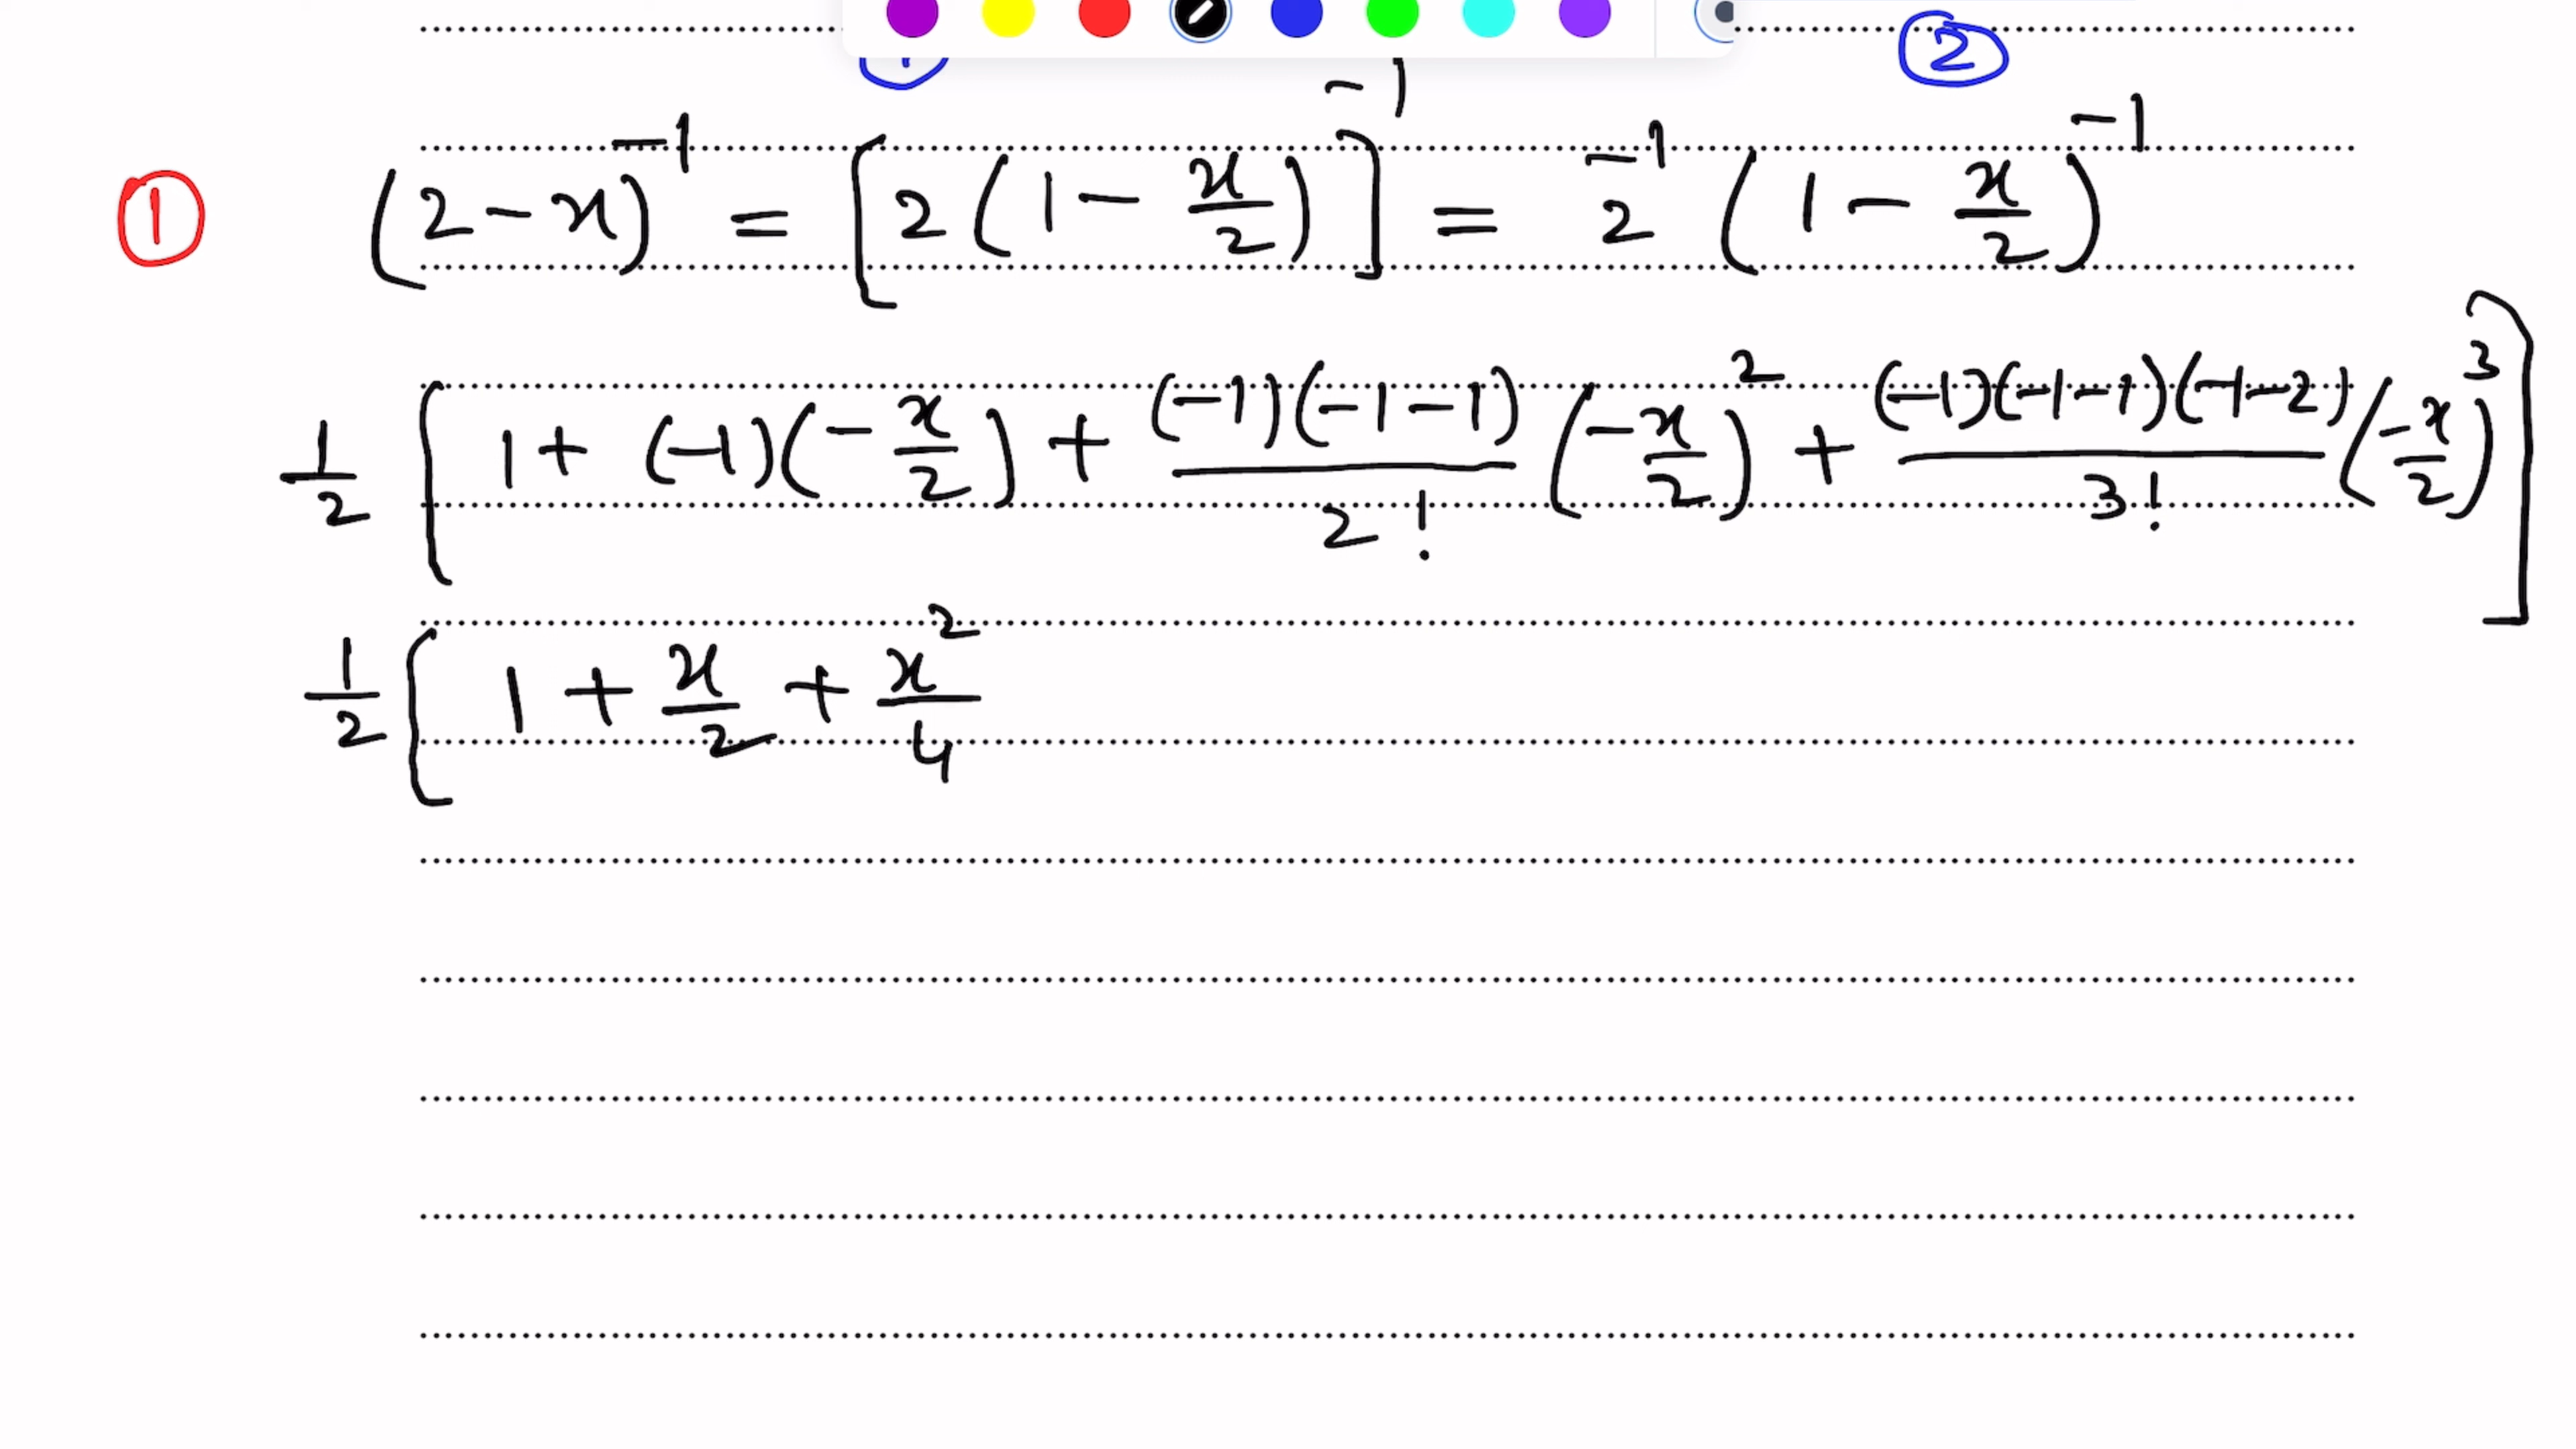 ②
① (2-x)^-1 = [2(1 - x/2)]^-1 = 2^-1 (1 - x/2)^-1
1/2 [1 + (-1)(-x/2) + (-1)(-1-1)/2! (-x/2)^2 + (-1)(-1-1)(-1-2)/3! (-x/2)^3]
1/2 [1 + x/2 + x^2/4